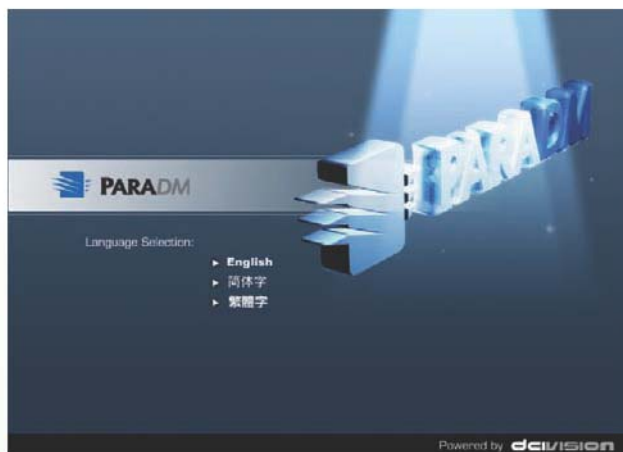 PARADM
PARADM
Language Selection:
► English
► 简体字
► 繁體字
Powered by dcivision